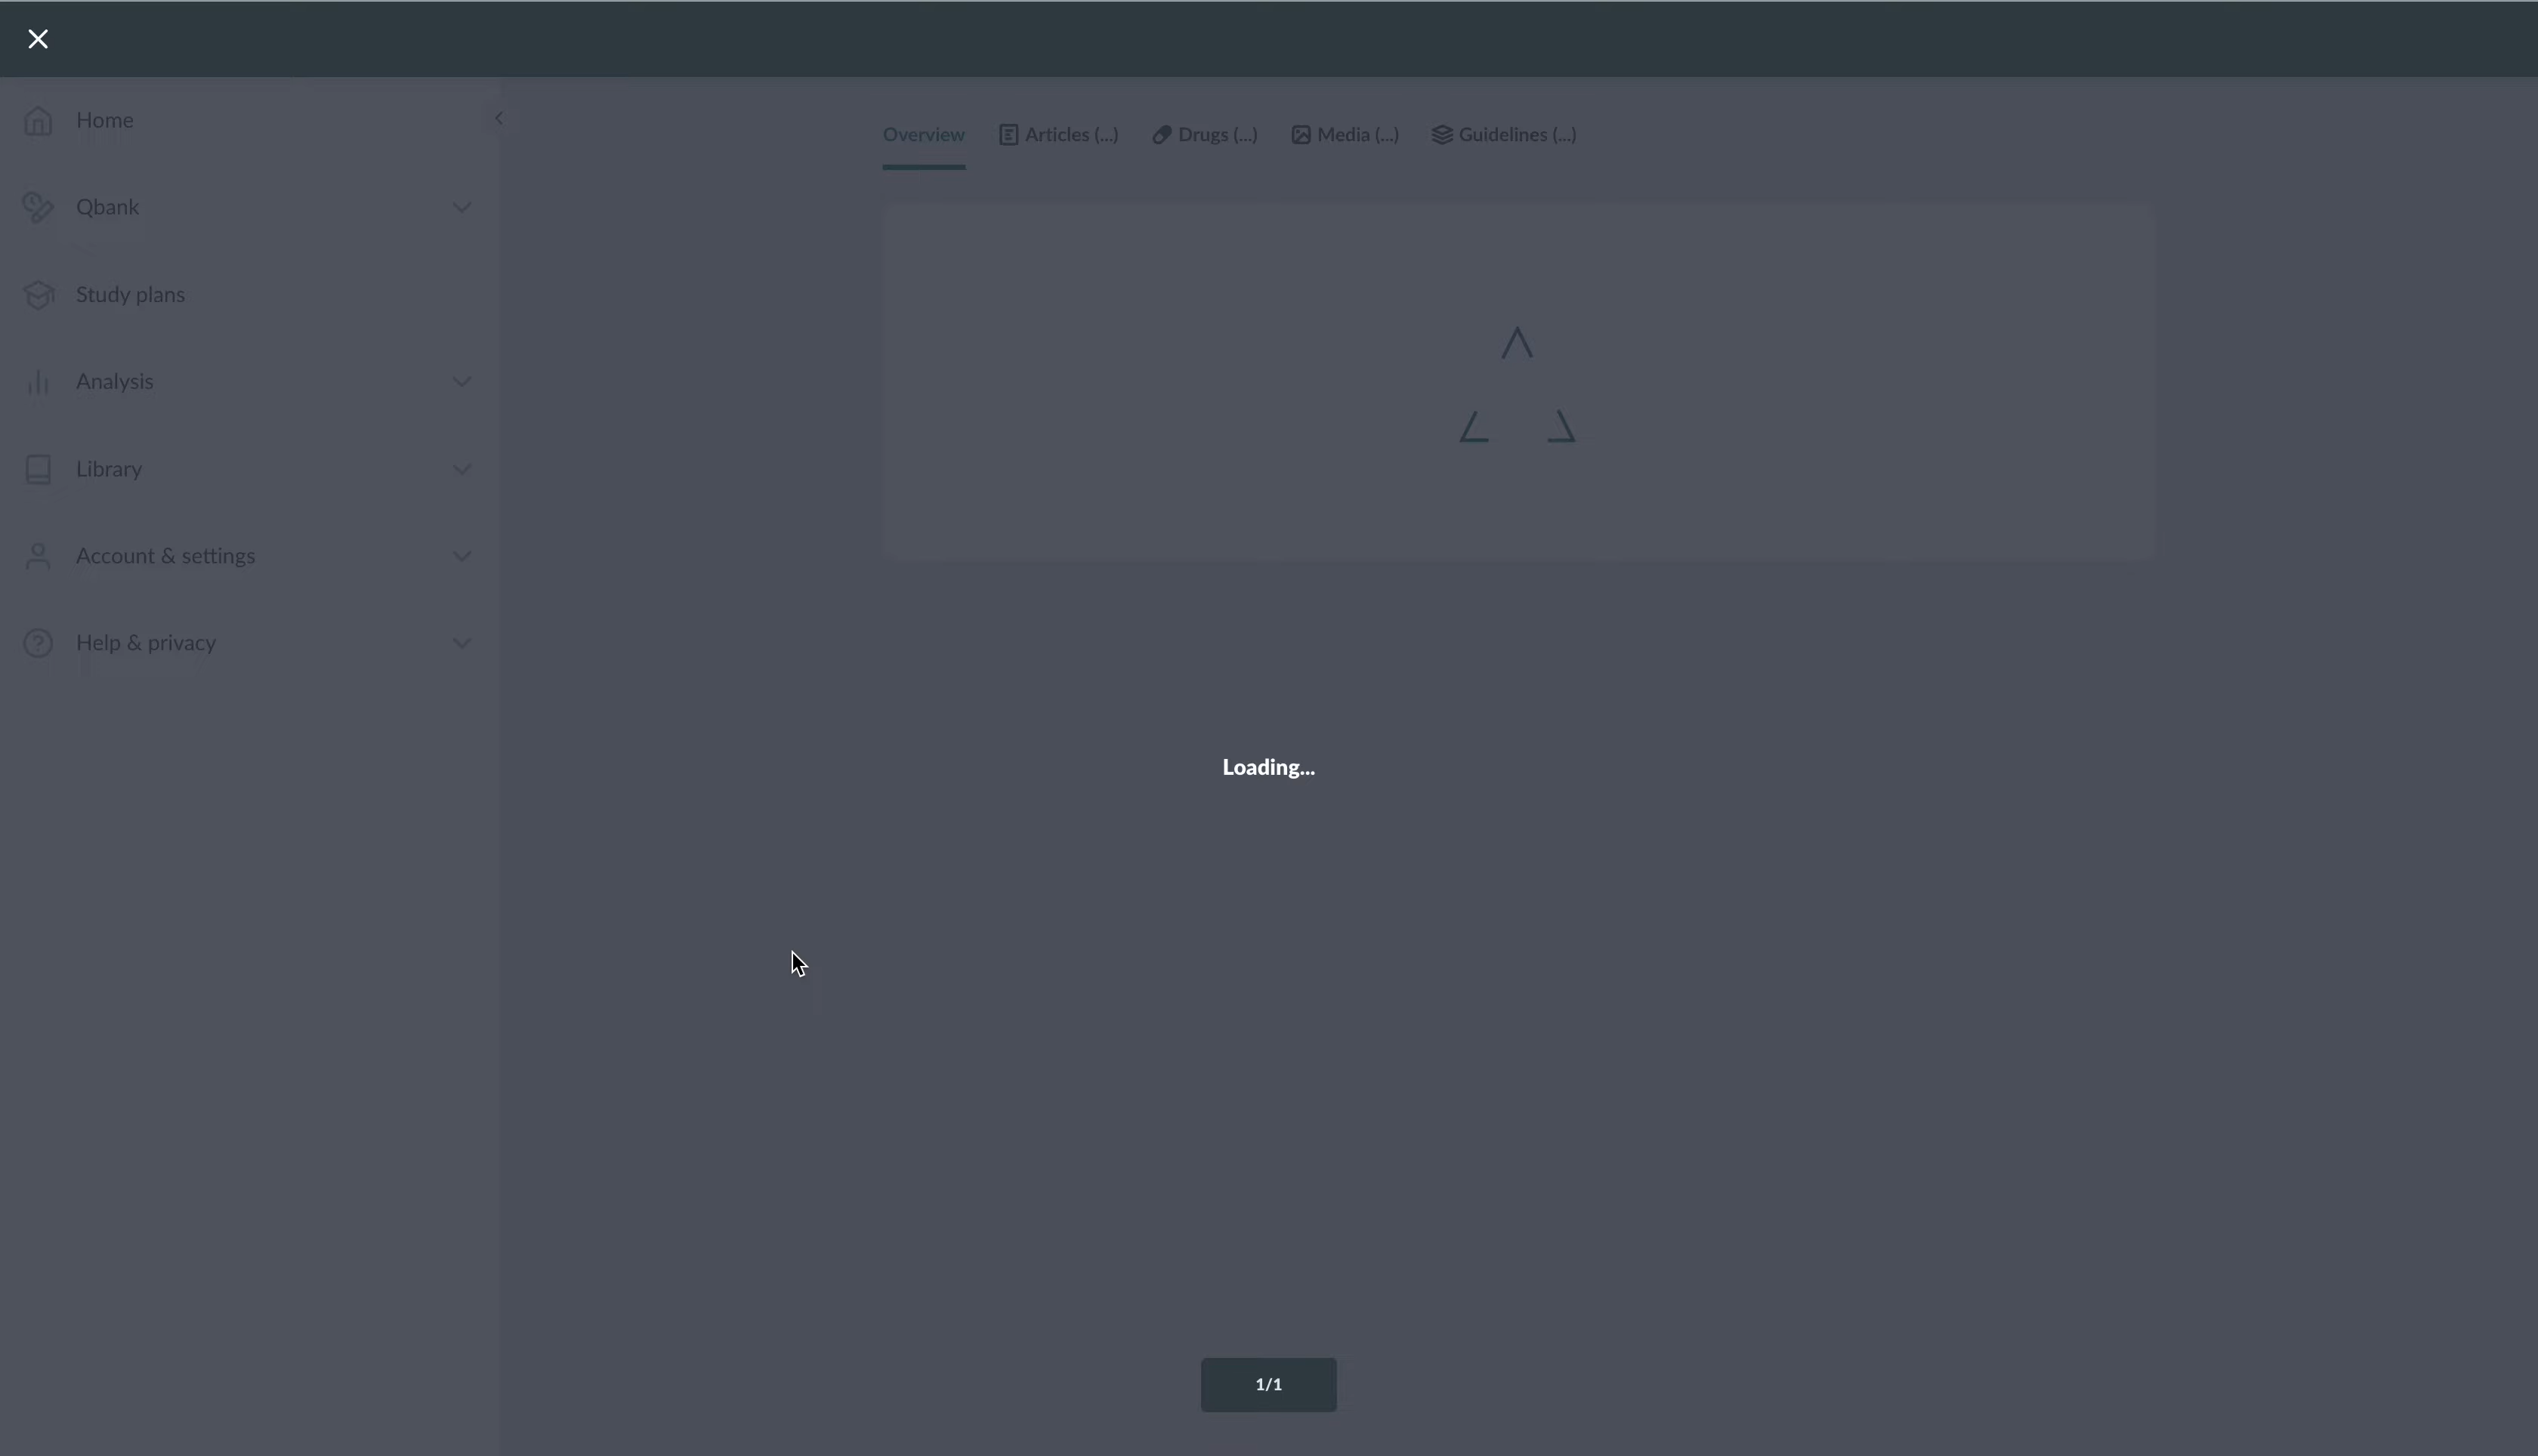 Home
Qbank
Study plans
Analysis
Library
Account & settings
Help & privacy
Overview Articles (...) Drugs (...) Media (...) Guidelines (...)
Loading...
1/1